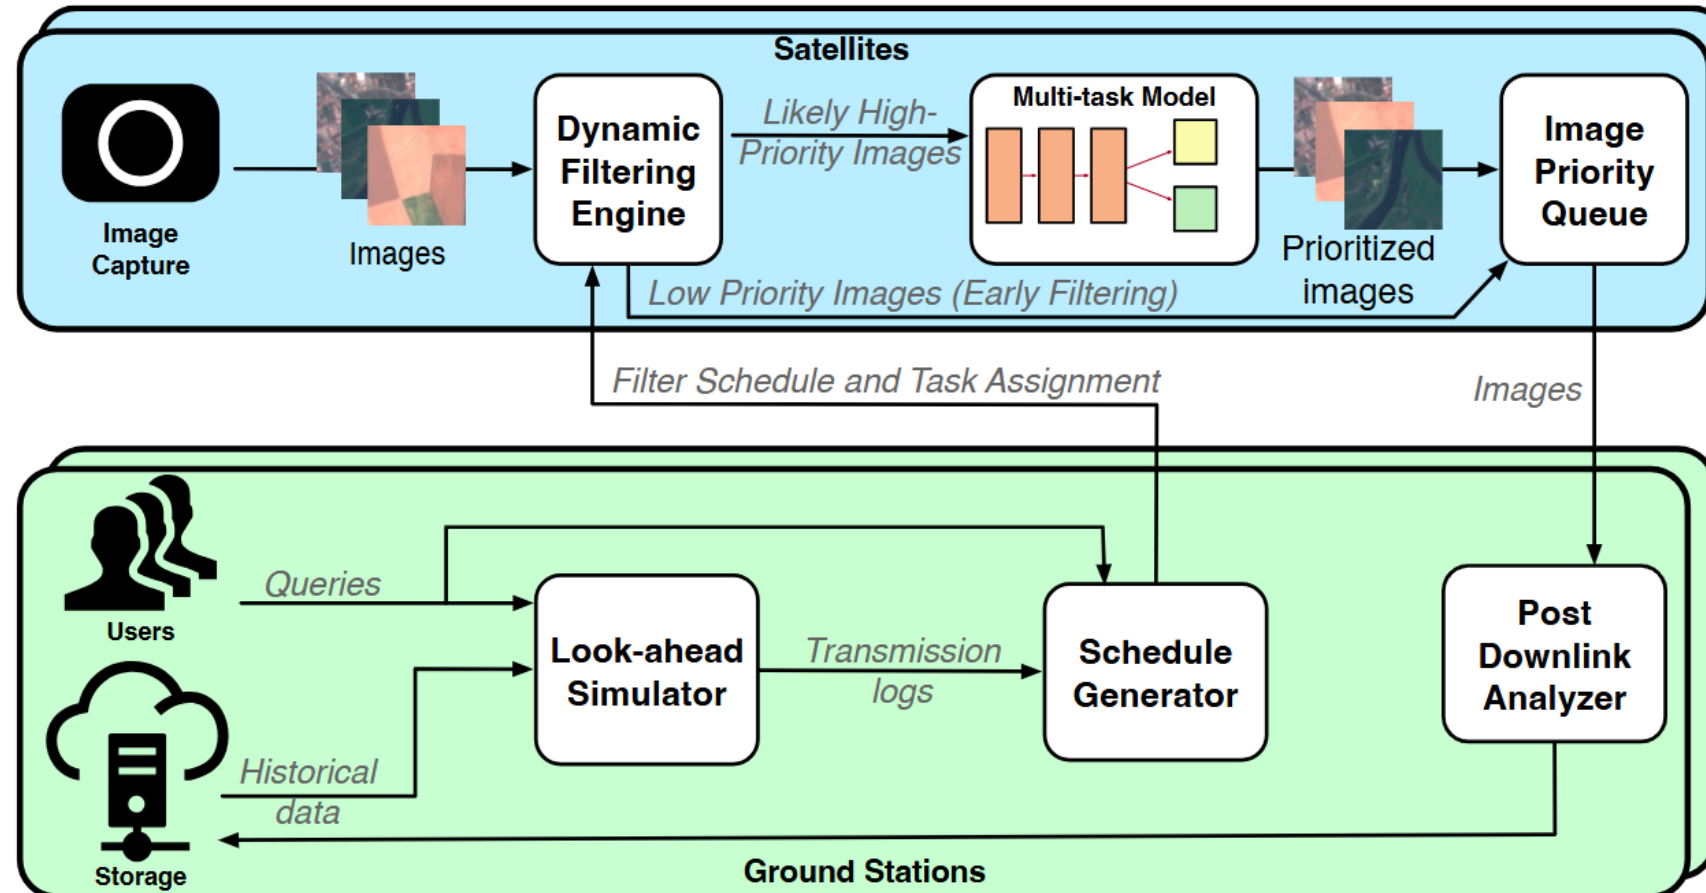 Satellites
Image
Capture
Images
Dynamic
Filtering
Engine
Likely High-
Priority Images
Multi-task Model
Prioritized
images
Image
Priority
Queue
Low Priority Images (Early Filtering)
Filter Schedule and Task Assignment
Images
Users
Queries
Look-ahead
Simulator
Transmission
logs
Schedule
Generator
Post
Downlink
Analyzer
Historical
data
Storage
Ground Stations